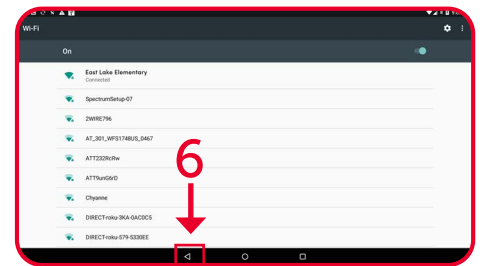 Wi-Fi
On
East Lake Elementary
Connected
SpectrumSetup-07
2WIRE796
AT_301_WFS1748US_0467
ATT232RcRw
ATT9unG6rD
Chyanne
DIRECT-roku-3KA-0AC0C5
DIRECT-roku-579-5330EE
6